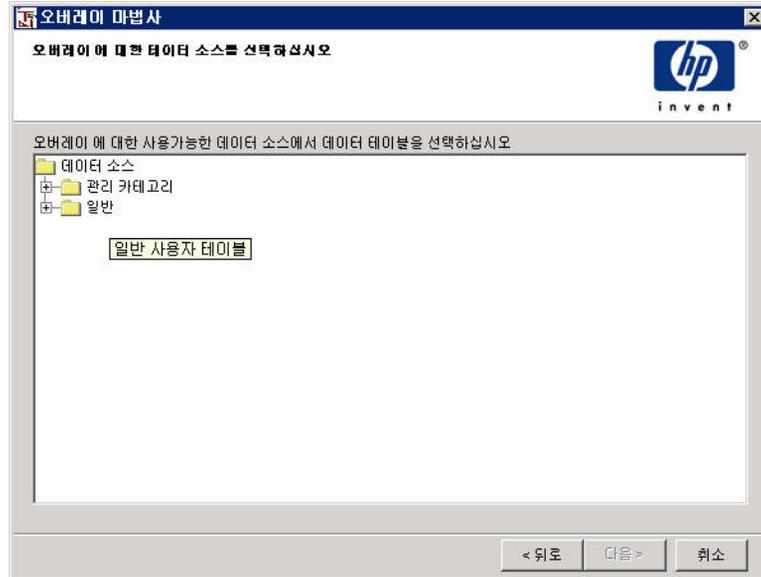 오버레이 마법사
오버레이 에 대한 데이터 소스를 선택하십시오
hp
®
invent
오버레이 에 대한 사용가능한 데이터 소스에서 데이터 테이블을 선택하십시오
데이터 소스
관리 카테고리
일반
일반 사용자 테이블
< 뒤로
다음 >
취소